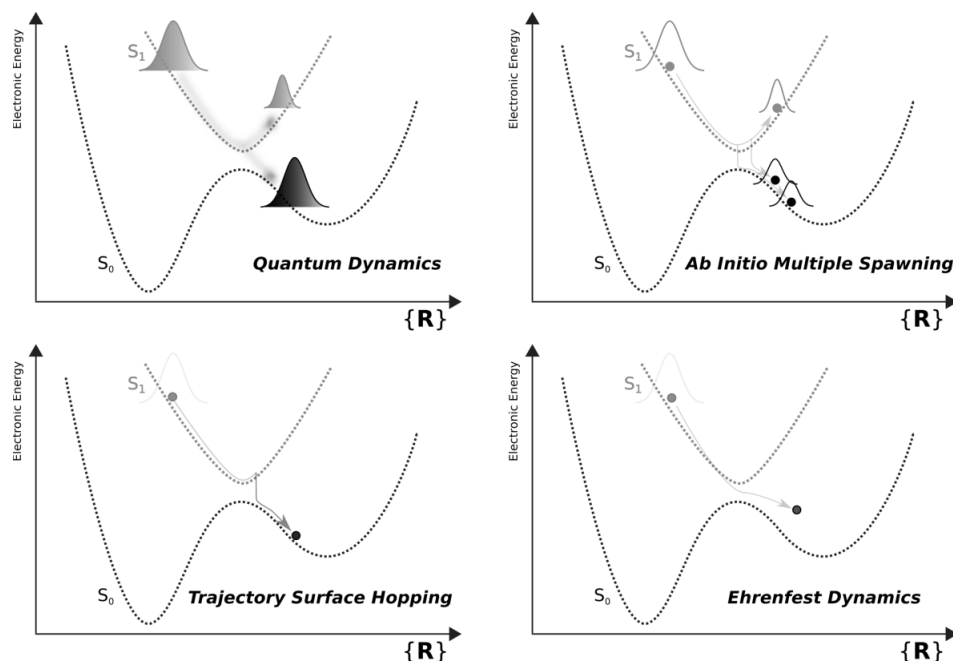 Electronic Energy
S₁
S₀
Quantum Dynamics
{R}
Electronic Energy
S₁
S₀
Ab Initio Multiple Spawning
{R}
Electronic Energy
S₁
S₀
Trajectory Surface Hopping
{R}
Electronic Energy
S₁
S₀
Ehrenfest Dynamics
{R}